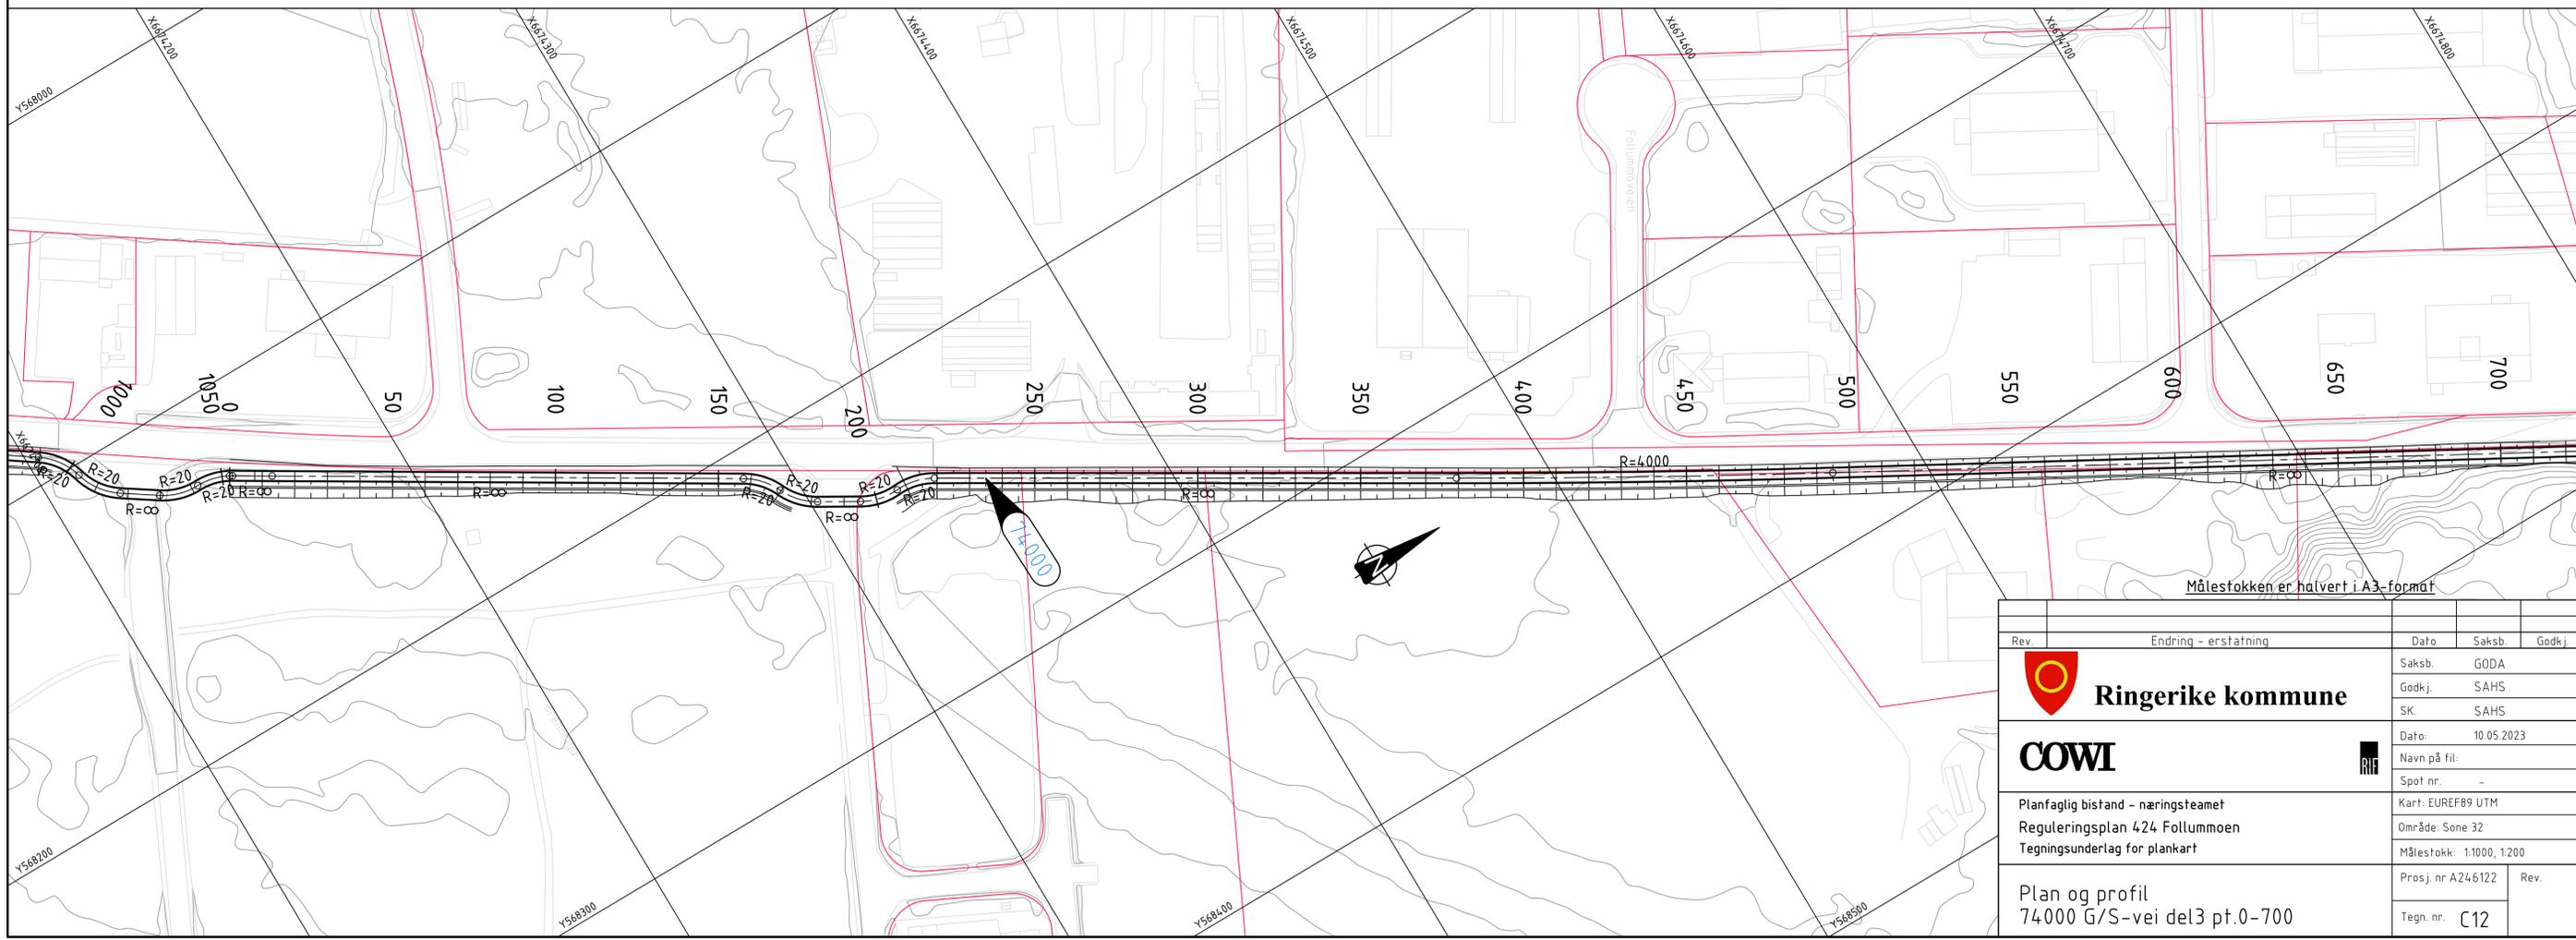 X6674200
X6674300
X6674400
X6674500
X6674600
X6674700
X6674800
Y568000
Follummoveien
1000
1050
0
50
100
150
200
250
300
350
400
450
500
550
600
650
700
R=20
R=20
R=∞
R=20
R=20
R=∞
R=∞
R=20
R=20
R=∞
R=20
R=20
R=∞
R=4000
R=∞
74000
N
Y568200
Y568300
Y568400
Y568500
Målestokken er halvert i A3-format
Rev. Endring - erstatning Dato Saksb. Godkj.
Ringerike kommune
Saksb. GODA
Godkj. SAHS
SK. SAHS
COWI
RIF
Dato: 10.05.2023
Navn på fil:
Spot nr. -
Planfaglig bistand - næringsteamet
Reguleringsplan 424 Follummoen
Tegningsunderlag for plankart
Kart: EUREF89 UTM
Område: Sone 32
Målestokk: 1:1000, 1:200
Plan og profil
74000 G/S-vei del3 pt.0-700
Prosj. nr A246122 Rev.
Tegn. nr. C12